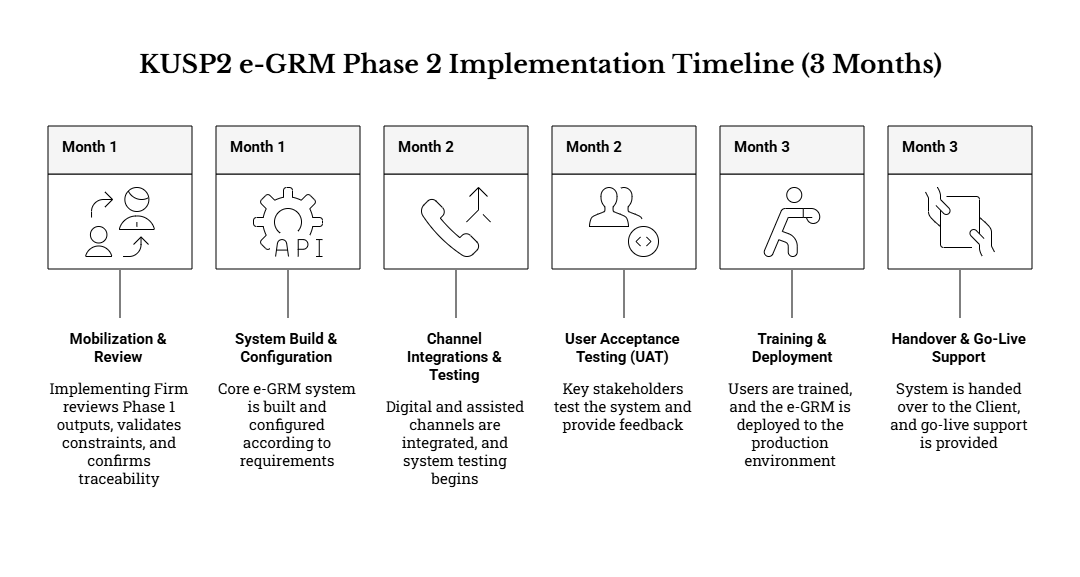 KUSP2 e-GRM Phase 2 Implementation Timeline (3 Months)
Month 1
Month 1
Month 2
Month 2
Month 3
Month 3
API
Mobilization &
Review
Implementing Firm
reviews Phase 1
outputs, validates
constraints, and
confirms
traceability
System Build &
Configuration
Core e-GRM system
is built and
configured
according to
requirements
Channel
Integrations &
Testing
Digital and assisted
channels are
integrated, and
system testing
begins
User Acceptance
Testing (UAT)
Key stakeholders
test the system and
provide feedback
Training &
Deployment
Users are trained,
and the e-GRM is
deployed to the
production
environment
Handover & Go-Live
Support
System is handed
over to the Client,
and go-live support
is provided